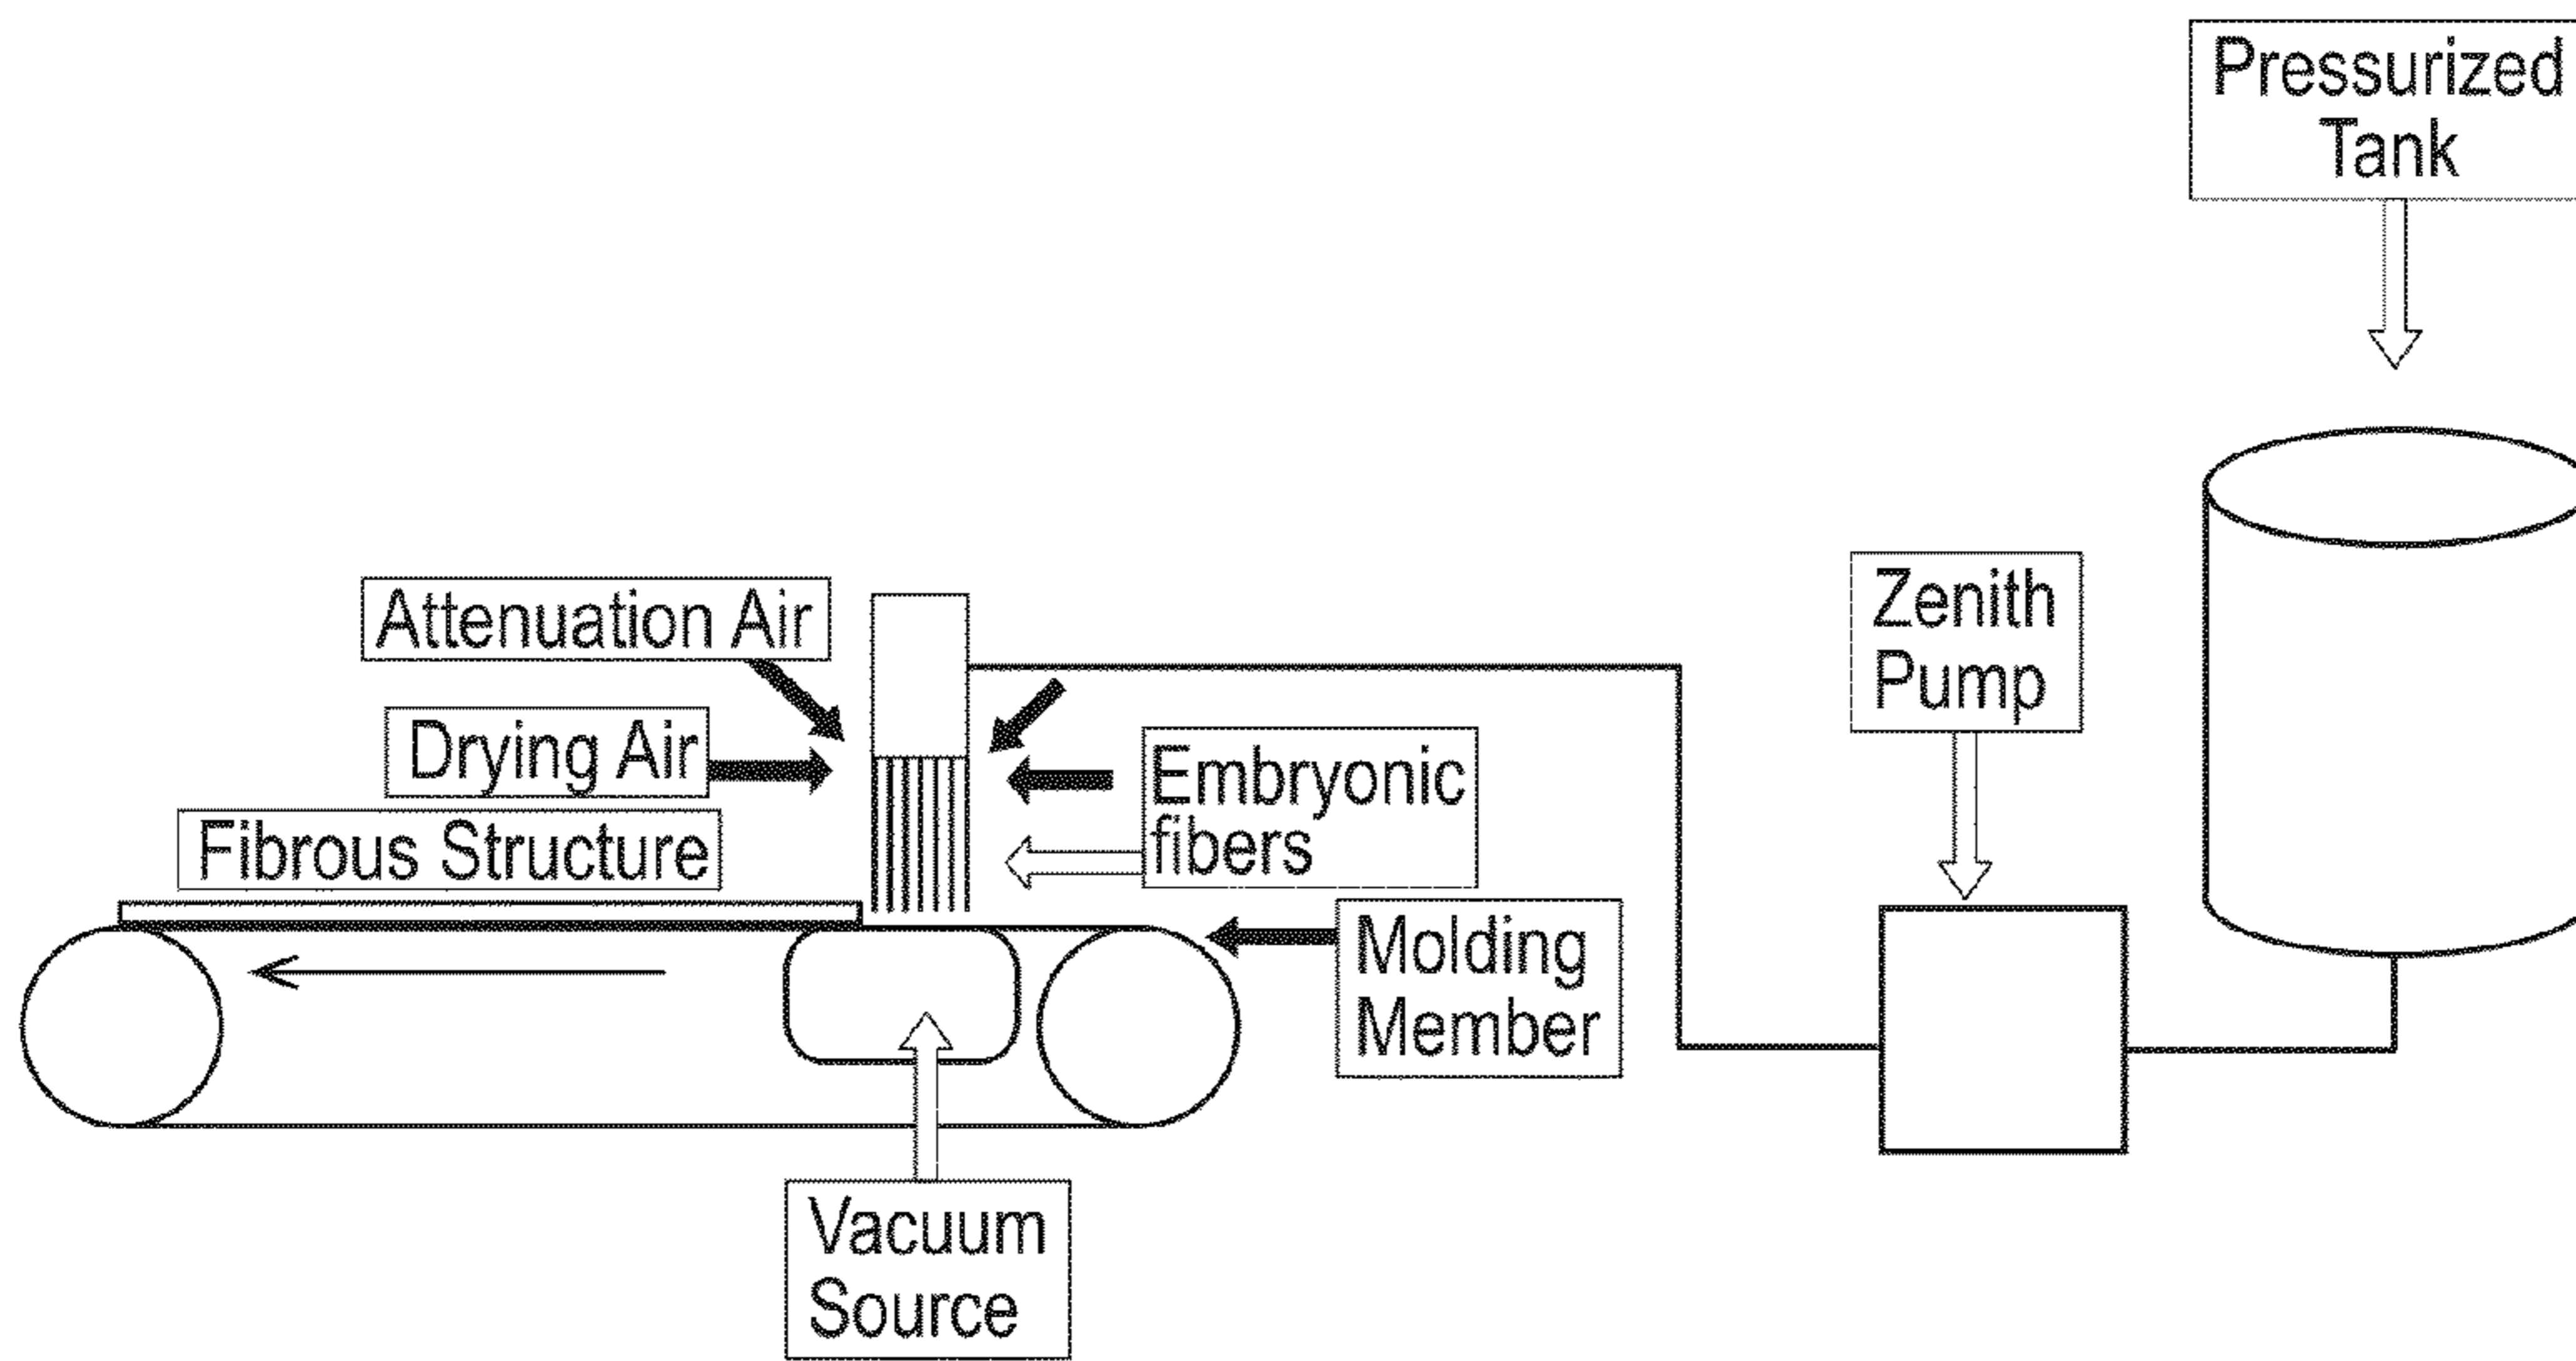 Pressurized
Tank
Zenith
Pump
Attenuation Air
Drying Air
Embryonic
fibers
Fibrous Structure
Molding
Member
Vacuum
Source